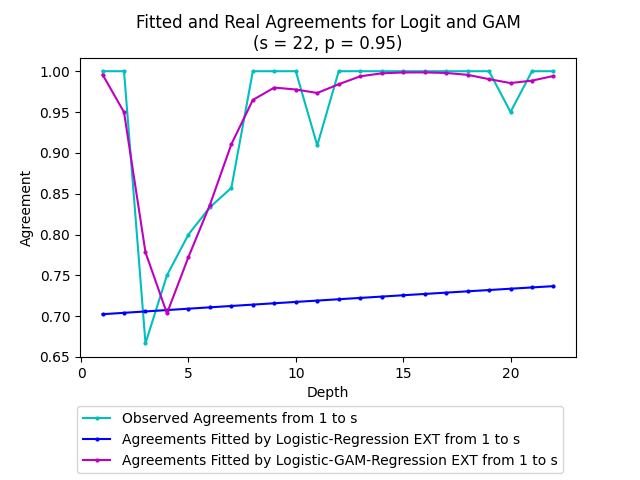 Fitted and Real Agreements for Logit and GAM
(s = 22, p = 0.95)
1.00
0.95
0.90
0.85
0.80
0.75
0.70
0.65
Agreement
0 5 10 15 20
Depth
Observed Agreements from 1 to s
Agreements Fitted by Logistic-Regression EXT from 1 to s
Agreements Fitted by Logistic-GAM-Regression EXT from 1 to s